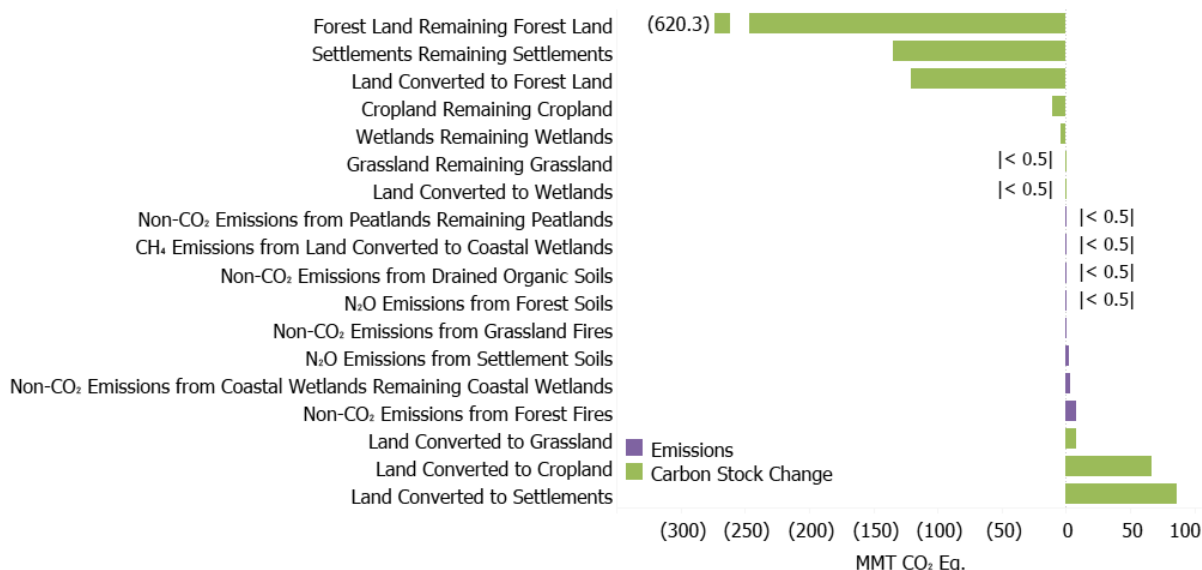 Forest Land Remaining Forest Land (620.3)
Settlements Remaining Settlements
Land Converted to Forest Land
Cropland Remaining Cropland
Wetlands Remaining Wetlands
Grassland Remaining Grassland |< 0.5|
Land Converted to Wetlands |< 0.5|
Non-CO₂ Emissions from Peatlands Remaining Peatlands |< 0.5|
CH₄ Emissions from Land Converted to Coastal Wetlands |< 0.5|
Non-CO₂ Emissions from Drained Organic Soils |< 0.5|
N₂O Emissions from Forest Soils |< 0.5|
Non-CO₂ Emissions from Grassland Fires
N₂O Emissions from Settlement Soils
Non-CO₂ Emissions from Coastal Wetlands Remaining Coastal Wetlands
Non-CO₂ Emissions from Forest Fires
Land Converted to Grassland
Land Converted to Cropland
Land Converted to Settlements
Emissions
Carbon Stock Change
(300) (250) (200) (150) (100) (50) 0 50 100
MMT CO₂ Eq.